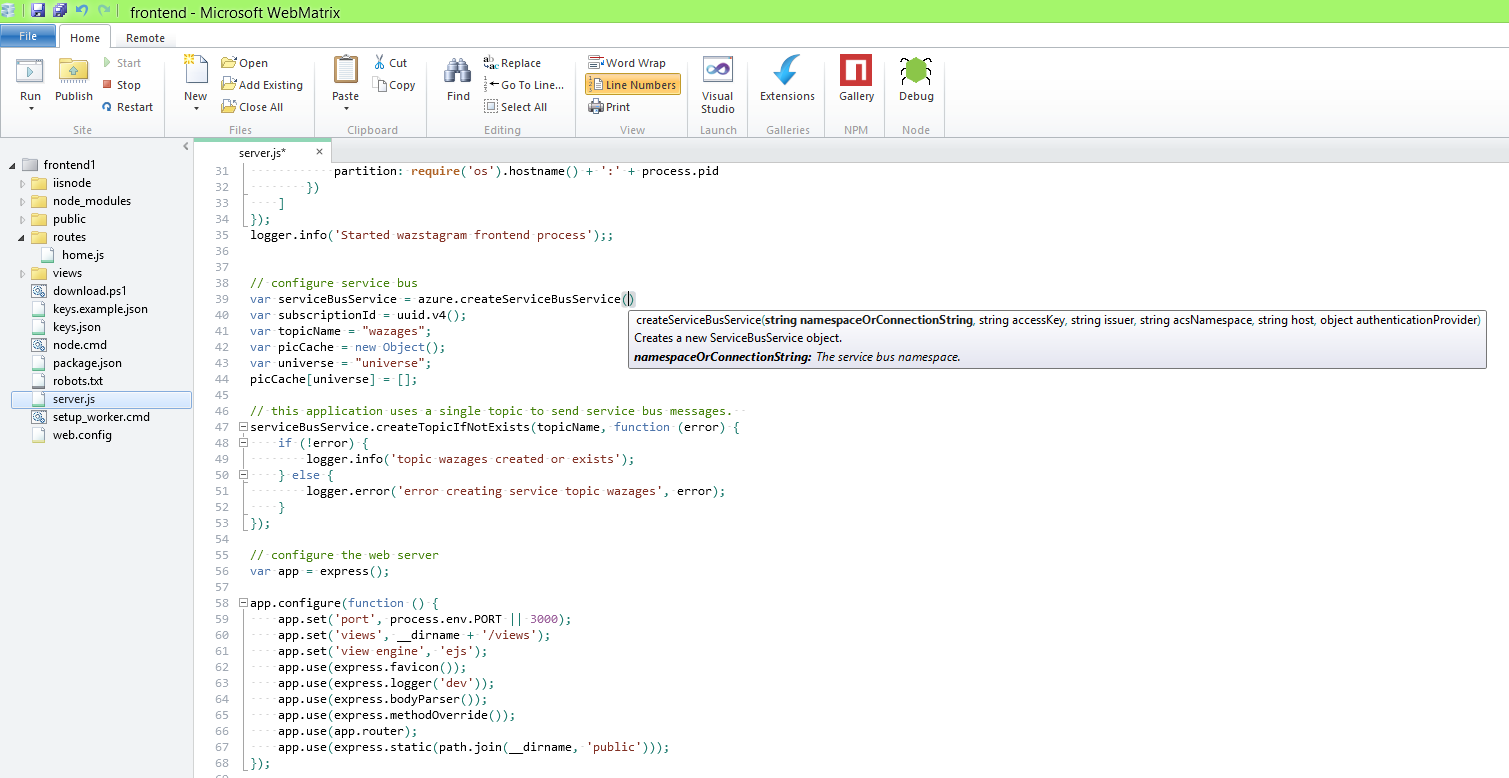 frontend - Microsoft WebMatrix
File Home Remote
Run
Publish
Start
Stop
Restart
Site
New
Open
Add Existing
Close All
Files
Paste
Cut
Copy
Clipboard
Find
Replace
Go To Line...
Select All
Editing
Word Wrap
Line Numbers
Print
View
Visual
Studio
Launch
Extensions
Galleries
Gallery
NPM
Debug
Node
frontend1
iisnode
node_modules
public
routes
home.js
views
download.ps1
keys.example.json
keys.json
node.cmd
package.json
robots.txt
server.js
setup_worker.cmd
web.config
server.js*
31 partition: require('os').hostname() + ':' + process.pid
32 })
33 ]
34 });
35 logger.info('Started wazstagram frontend process');;
36
37
38 // configure service bus
39 var serviceBusService = azure.createServiceBusService()
40 var subscriptionId = uuid.v4();
41 var topicName = "wazages";
42 var picCache = new Object();
43 var universe = "universe";
44 picCache[universe] = [];
createServiceBusService(string namespaceOrConnectionString, string accessKey, string issuer, string acsNamespace, string host, object authenticationProvider)
Creates a new ServiceBusService object.
namespaceOrConnectionString: The service bus namespace.
45
46 // this application uses a single topic to send service bus messages.
47 serviceBusService.createTopicIfNotExists(topicName, function (error) {
48 if (!error) {
49 logger.info('topic wazages created or exists');
50 } else {
51 logger.error('error creating service topic wazages', error);
52 }
53 });
54
55 // configure the web server
56 var app = express();
57
58 app.configure(function () {
59 app.set('port', process.env.PORT || 3000);
60 app.set('views', __dirname + '/views');
61 app.set('view engine', 'ejs');
62 app.use(express.favicon());
63 app.use(express.logger('dev'));
64 app.use(express.bodyParser());
65 app.use(express.methodOverride());
66 app.use(app.router);
67 app.use(express.static(path.join(__dirname, 'public')));
68 });